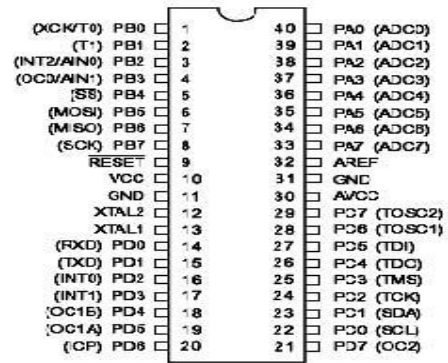 (XCK/T0) PB0 1 40 PA0 (ADC0)
(T1) PB1 2 39 PA1 (ADC1)
(INT2/AIN0) PB2 3 38 PA2 (ADC2)
(OC0/AIN1) PB3 4 37 PA3 (ADC3)
(SS) PB4 5 36 PA4 (ADC4)
(MOSI) PB5 6 35 PA5 (ADC5)
(MISO) PB6 7 34 PA6 (ADC6)
(SCK) PB7 8 33 PA7 (ADC7)
RESET 9 32 AREF
VCC 10 31 GND
GND 11 30 AVCC
XTAL2 12 29 PC7 (TOSC2)
XTAL1 13 28 PC6 (TOSC1)
(RXD) PD0 14 27 PC5 (TDI)
(TXD) PD1 15 26 PC4 (TDO)
(INT0) PD2 16 25 PC3 (TMS)
(INT1) PD3 17 24 PC2 (TCK)
(OC1B) PD4 18 23 PC1 (SDA)
(OC1A) PD5 19 22 PC0 (SCL)
(ICP) PD6 20 21 PD7 (OC2)